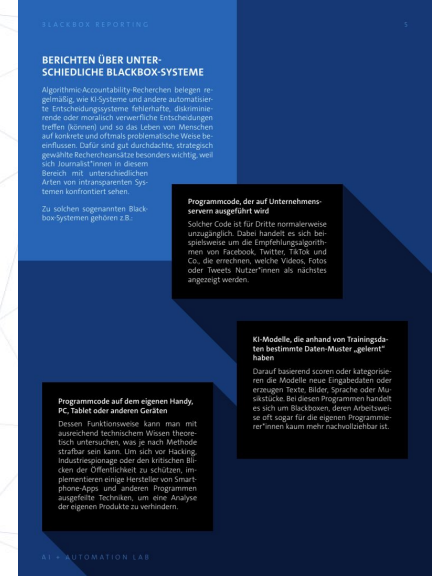 BLACKBOX REPORTING
5
BERICHTEN ÜBER UNTER-
SCHIEDLICHE BLACKBOX-SYSTEME
Algorithmic-Accountability-Recherchen belegen re-
gelmäßig, wie KI-Systeme und andere automatisier-
te Entscheidungssysteme fehlerhafte, diskriminie-
rende oder moralisch verwerfliche Entscheidungen
treffen (können) und so das Leben von Menschen
auf konkrete und oftmals problematische Weise be-
einflussen. Dafür sind gut durchdachte, strategisch
gewählte Rechercheansätze besonders wichtig, weil
sich Journalist*innen in diesem
Bereich mit unterschiedlichen
Arten von intransparenten Sys-
temen konfrontiert sehen.
Zu solchen sogenannten Black-
box-Systemen gehören z.B.:
Programmcode, der auf Unternehmens-
servern ausgeführt wird
Solcher Code ist für Dritte normalerweise
unzugänglich. Dabei handelt es sich bei-
spielsweise um die Empfehlungsalgorith-
men von Facebook, Twitter, TikTok und
Co., die errechnen, welche Videos, Fotos
oder Tweets Nutzer*innen als nächstes
angezeigt werden.
KI-Modelle, die anhand von Trainingsda-
ten bestimmte Daten-Muster „gelernt“
haben
Darauf basierend scoren oder kategorisie-
ren die Modelle neue Eingabedaten oder
erzeugen Texte, Bilder, Sprache oder Mu-
sikstücke. Bei diesen Programmen handelt
es sich um Blackboxen, deren Arbeitswei-
se oft sogar für die eigenen Programmie-
rer*innen kaum mehr nachvollziehbar ist.
Programmcode auf dem eigenen Handy,
PC, Tablet oder anderen Geräten
Dessen Funktionsweise kann man mit
ausreichend technischem Wissen theore-
tisch untersuchen, was je nach Methode
strafbar sein kann. Um sich vor Hacking,
Industriespionage oder den kritischen Bli-
cken der Öffentlichkeit zu schützen, im-
plementieren einige Hersteller von Smart-
phone-Apps und anderen Programmen
ausgefeilte Techniken, um eine Analyse
der eigenen Produkte zu verhindern.
AI + AUTOMATION LAB